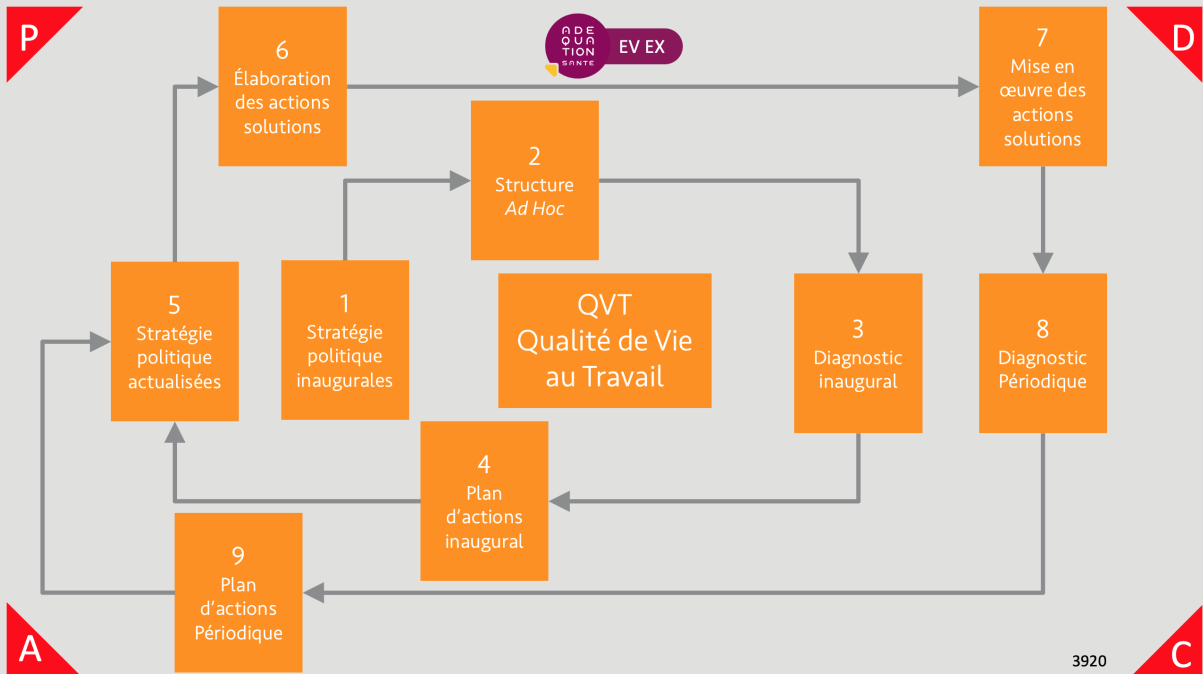 P
ADE
QUA
TION
SANTE
EV EX
D
6
Élaboration
des actions
solutions
7
Mise en
œuvre des
actions
solutions
2
Structure
Ad Hoc
5
Stratégie
politique
actualisées
1
Stratégie
politique
inaugurales
QVT
Qualité de Vie
au Travail
3
Diagnostic
inaugural
8
Diagnostic
Périodique
4
Plan
d'actions
inaugural
9
Plan
d'actions
Périodique
A
3920
C